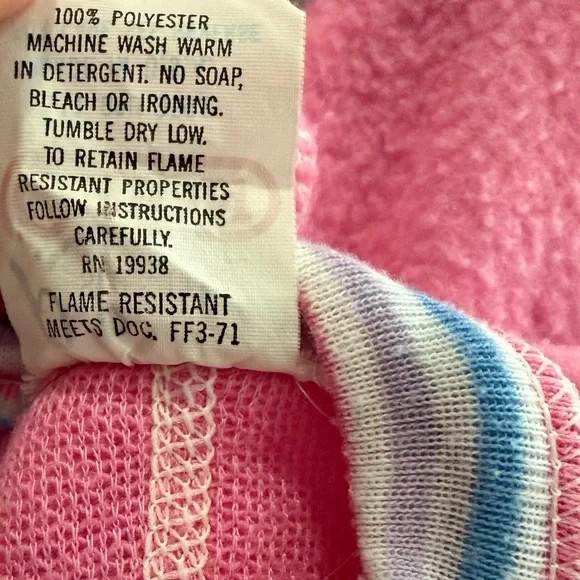 100% POLYESTER
MACHINE WASH WARM
IN DETERGENT. NO SOAP,
BLEACH OR IRONING.
TUMBLE DRY LOW.
TO RETAIN FLAME
RESISTANT PROPERTIES
FOLLOW INSTRUCTIONS
CAREFULLY.
RN 19938
FLAME RESISTANT
MEETS DOC. FF3-71